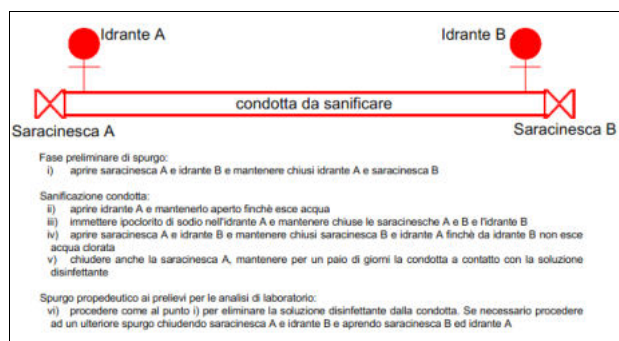 Idrante A
Idrante B
condotta da sanificare
Saracinesca A
Saracinesca B
Fase preliminare di spurgo:
i) aprire saracinesca A e idrante B e mantenere chiusi idrante A e saracinesca B
Sanificazione condotta:
ii) aprire idrante A e mantenerlo aperto finchè esce acqua
iii) immettere ipoclorito di sodio nell'idrante A e mantenere chiuse le saracinesche A e B e l'idrante B
iv) aprire saracinesca A e idrante B e mantenere chiusi saracinesca B e idrante A finchè da idrante B non esce
acqua clorata
v) chiudere anche la saracinesca A, mantenere per un paio di giorni la condotta a contatto con la soluzione
disinfettante
Spurgo propedeutico ai prelievi per le analisi di laboratorio:
vi) procedere come al punto i) per eliminare la soluzione disinfettante dalla condotta. Se necessario procedere
ad un ulteriore spurgo chiudendo saracinesca A e idrante B e aprendo saracinesca B ed idrante A